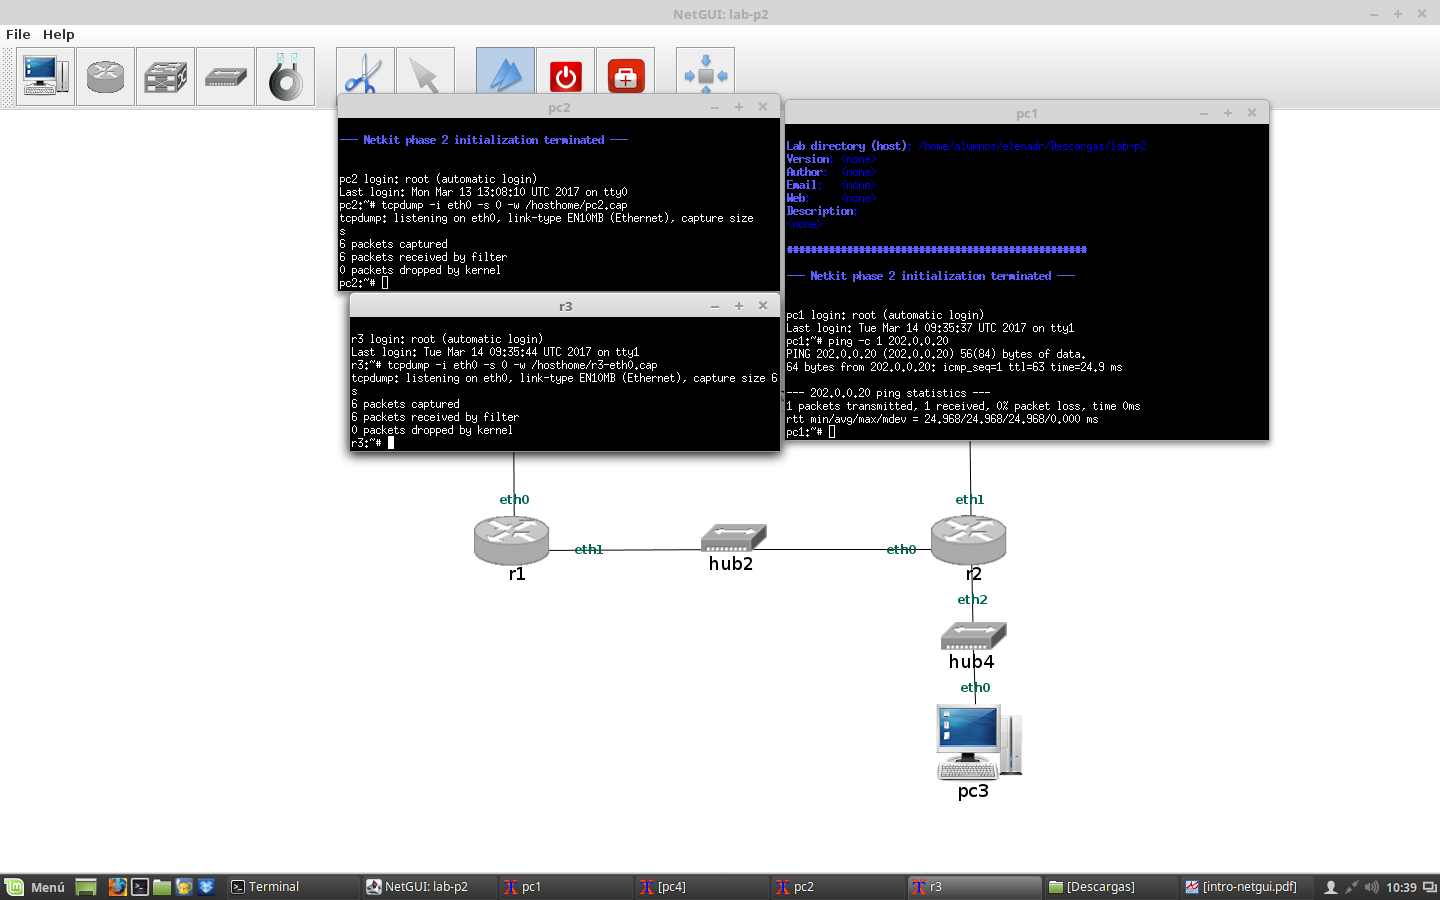 NetGUI: lab-p2
File Help
pc2
--- Netkit phase 2 initialization terminated ---
pc2 login: root (automatic login)
Last login: Mon Mar 13 13:08:10 UTC 2017 on tty0
pc2:~# tcpdump -i eth0 -s 0 -w /hosthome/pc2.cap
tcpdump: listening on eth0, link-type EN10MB (Ethernet), capture size
s
6 packets captured
6 packets received by filter
0 packets dropped by kernel
pc2:~#
pc1
Lab directory (host): /home/alumnos/elenadr/Descargas/lab-p2
Version: <none>
Author: <none>
Email: <none>
Web: <none>
Description:
<none>
##################################################
--- Netkit phase 2 initialization terminated ---
pc1 login: root (automatic login)
Last login: Tue Mar 14 09:35:37 UTC 2017 on tty1
pc1:~# ping -c 1 202.0.0.20
PING 202.0.0.20 (202.0.0.20) 56(84) bytes of data.
64 bytes from 202.0.0.20: icmp_seq=1 ttl=63 time=24.9 ms
--- 202.0.0.20 ping statistics ---
1 packets transmitted, 1 received, 0% packet loss, time 0ms
rtt min/avg/max/mdev = 24.968/24.968/24.968/0.000 ms
pc1:~#
r3
r3 login: root (automatic login)
Last login: Tue Mar 14 09:35:44 UTC 2017 on tty1
r3:~# tcpdump -i eth0 -s 0 -w /hosthome/r3-eth0.cap
tcpdump: listening on eth0, link-type EN10MB (Ethernet), capture size 6
s
6 packets captured
6 packets received by filter
0 packets dropped by kernel
r3:~#
eth0
eth1
eth1
eth0
r1
hub2
r2
eth2
hub4
eth0
pc3
Menú
Terminal
NetGUI: lab-p2
pc1
[pc4]
pc2
r3
[Descargas]
[intro-netgui.pdf]
10:39